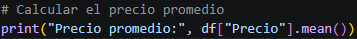 # Calcular el precio promedio
print("Precio promedio:", df["Precio"].mean())